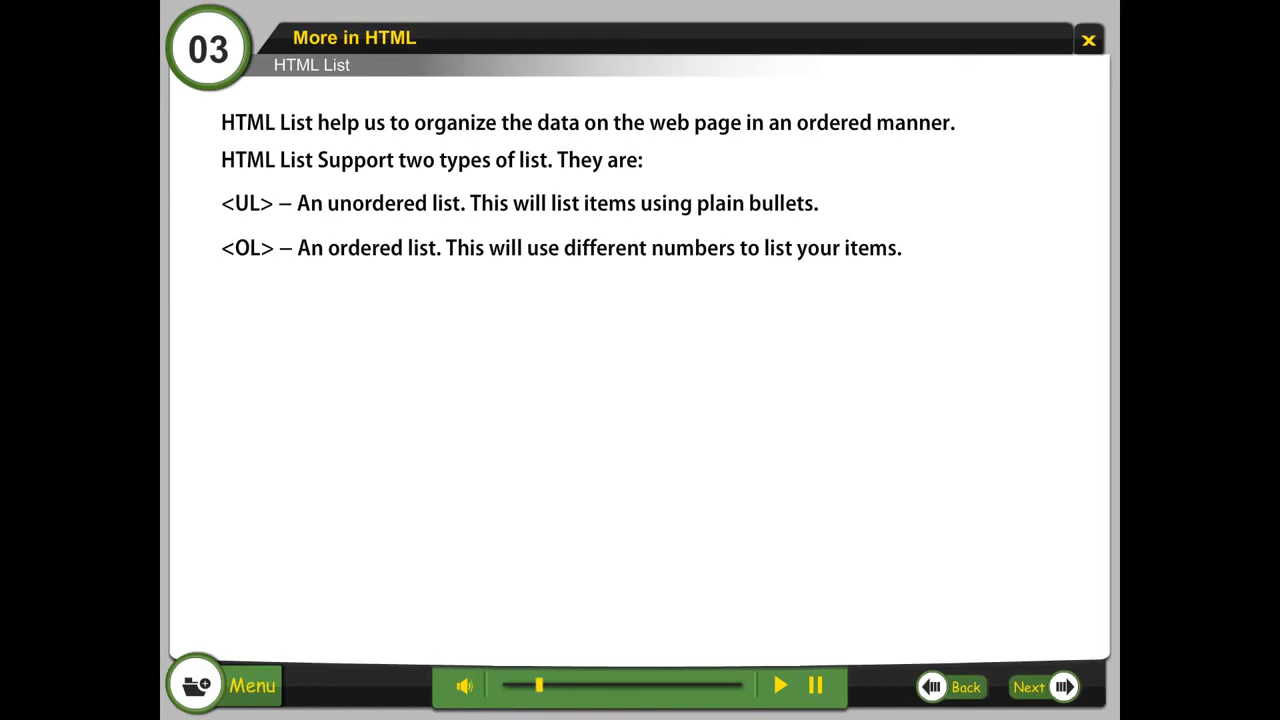 03
More in HTML
x
HTML List
HTML List help us to organize the data on the web page in an ordered manner.
HTML List Support two types of list. They are:
<UL> – An unordered list. This will list items using plain bullets.
<OL> – An ordered list. This will use different numbers to list your items.
Menu
Back
Next